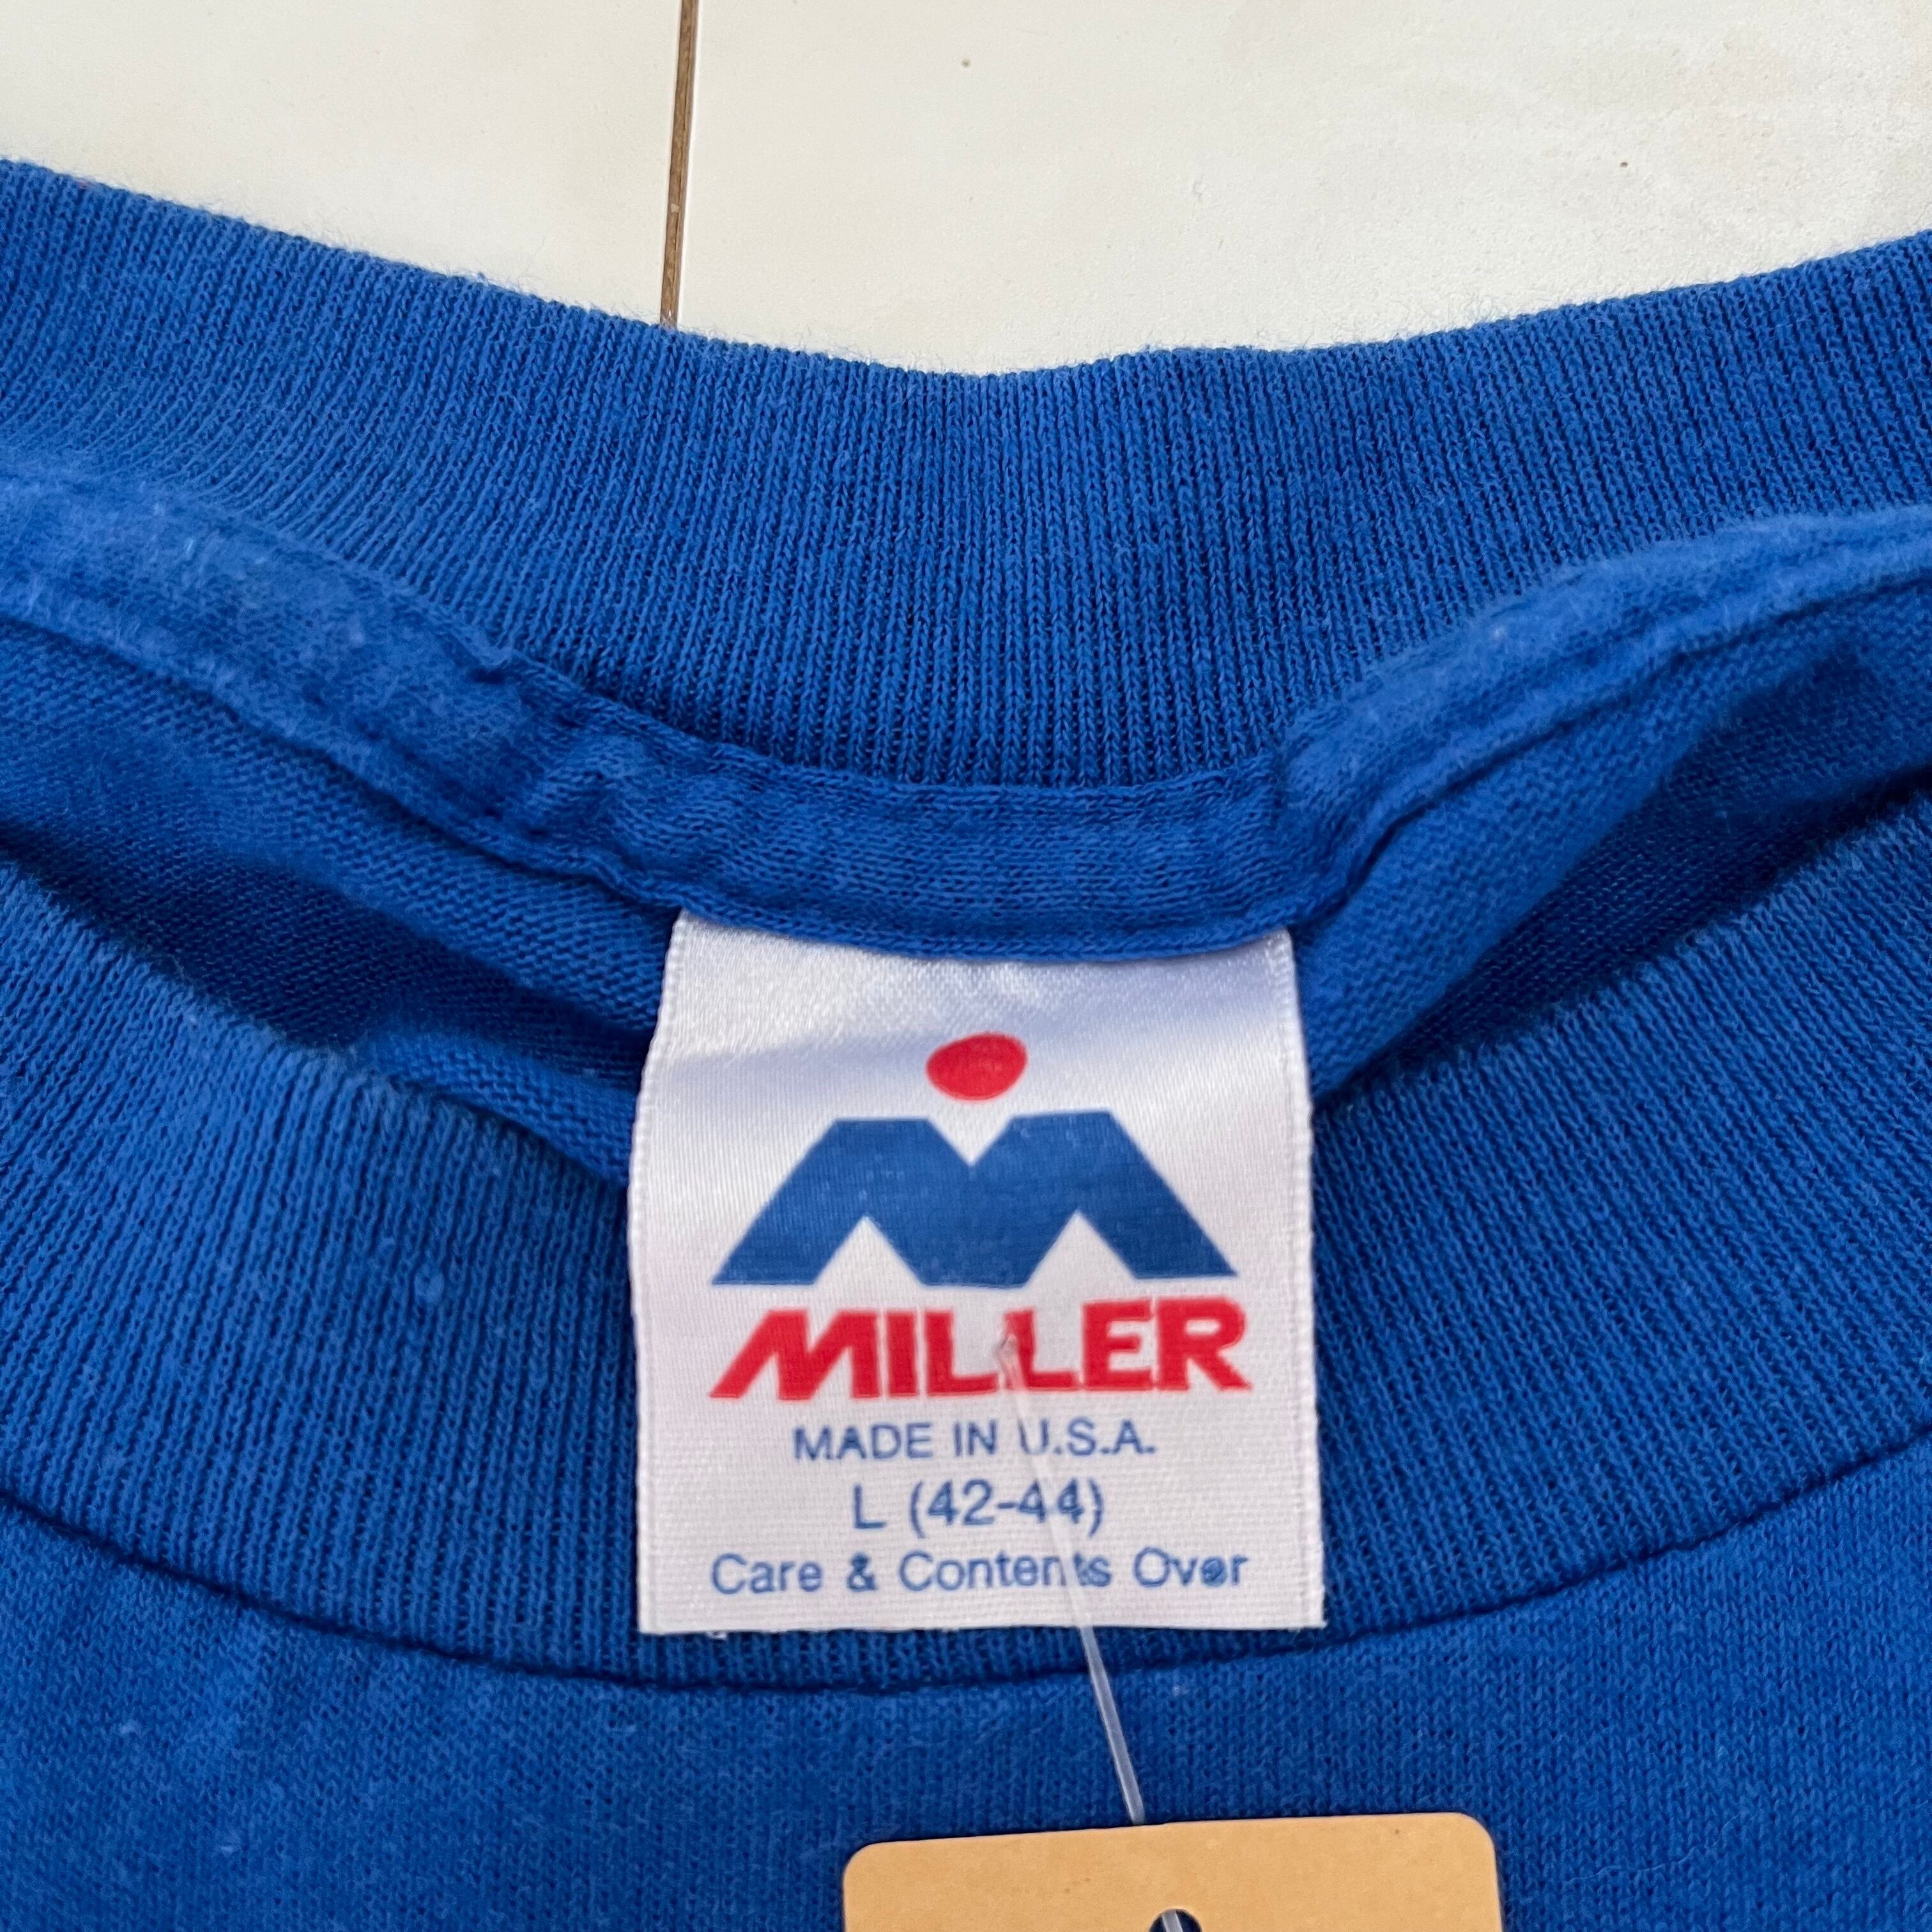 MILLER
MADE IN U.S.A.
L (42-44)
Care & Contents Over